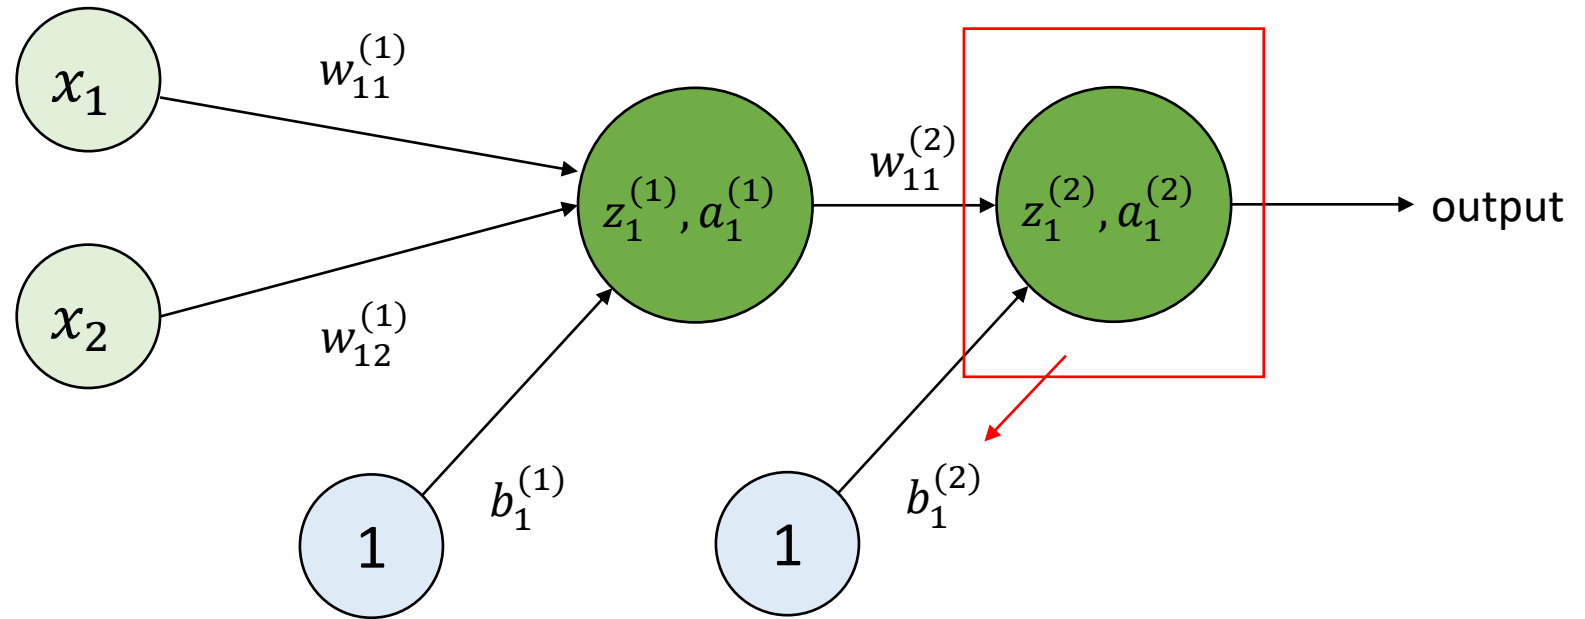 x₁
w₁₁⁽¹⁾
x₂
w₁₂⁽¹⁾
1
b₁⁽¹⁾
z₁⁽¹⁾, a₁⁽¹⁾
w₁₁⁽²⁾
1
b₁⁽²⁾
z₁⁽²⁾, a₁⁽²⁾
output